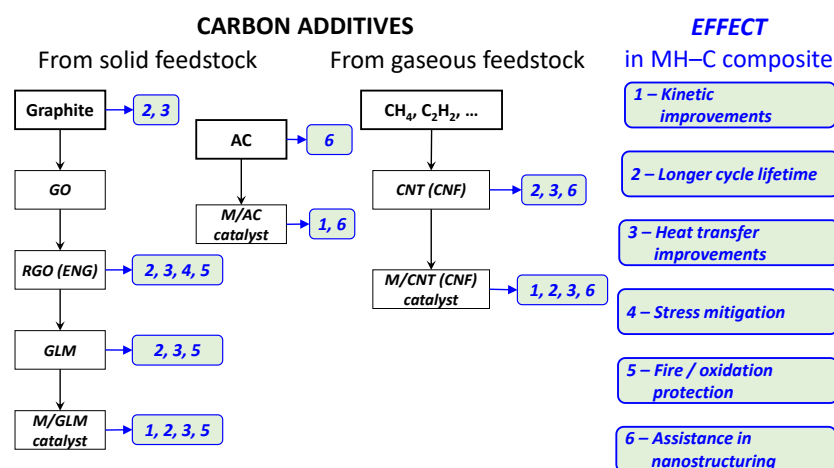 CARBON ADDITIVES
From solid feedstock
From gaseous feedstock
EFFECT
in MH–C composite
Graphite
2, 3
GO
RGO (ENG)
2, 3, 4, 5
GLM
2, 3, 5
M/GLM
catalyst
1, 2, 3, 5
AC
6
M/AC
catalyst
1, 6
CH₄, C₂H₂, ...
CNT (CNF)
2, 3, 6
M/CNT (CNF)
catalyst
1, 2, 3, 6
1 – Kinetic
improvements
2 – Longer cycle lifetime
3 – Heat transfer
improvements
4 – Stress mitigation
5 – Fire / oxidation
protection
6 – Assistance in
nanostructuring